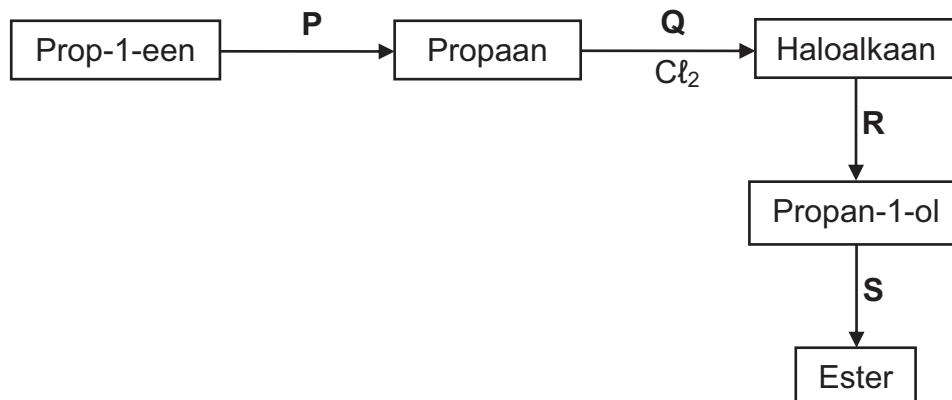 P
Q
Prop-1-een
Propaan
Haloalkaan
Cℓ₂
R
Propan-1-ol
S
Ester